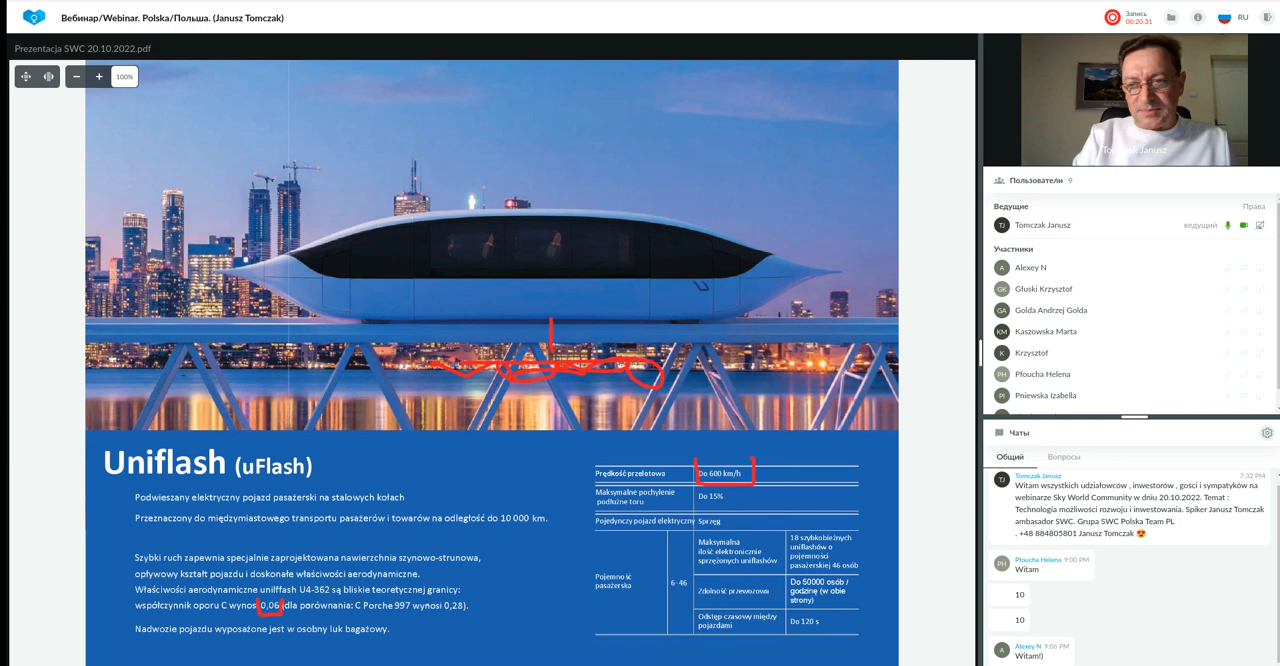 Вебинар/Webinar. Polska/Польша. (Janusz Tomczak)
Запись
00:20:31
RU
Prezentacja SWC 20.10.2022.pdf
100%
Uniflash (uFlash)
Podwieszany elektryczny pojazd pasażerski na stalowych kołach
Przeznaczony do międzymiastowego transportu pasażerów i towarów na odległość do 10 000 km.
Szybki ruch zapewnia specjalnie zaprojektowana nawierzchnia szynowo-strunowa,
opływowy kształt pojazdu i doskonałe właściwości aerodynamiczne.
Właściwości aerodynamiczne unilfłash U4-362 są bliskie teoretycznej granicy:
współczynnik oporu C wynosi 0,06 (dla porównania: C Porche 997 wynosi 0,28).
Nadwozie pojazdu wyposażone jest w osobny luk bagażowy.
Prędkość przelotowa
Do 600 km/h
Maksymalne pochylenie
podłużne toru
Do 15%
Pojedynczy pojazd elektryczny
Sprzęg
Pojemność
pasażerska
6-46
Maksymalna
ilość elektronicznie
sprzężonych uniflashów
18 szybkobieżnych
uniflashów o
pojemności
pasażerskiej 46 osób
Zdolność przewozowa
Do 50000 osób /
godzinę (w obie
strony)
Odstęp czasowy między
pojazdami
Do 120 s
Пользователи 9
Ведущие
Права
TJ
Tomczak Janusz
ведущий
Участники
A
Alexey N
GK
Głuski Krzysztof
GA
Golda Andrzej Golda
KM
Kaszowska Marta
K
Krzysztof
PH
Płoucha Helena
PI
Pniewska Izabella
Чаты
Общий
Вопросы
TJ
Tomczak Janusz
7:32 PM
Witam wszystkich udziałowców , inwestorów , gości i sympatyków na
webinarze Sky World Community w dniu 20.10.2022. Temat :
Technologia możliwości rozwoju i inwestowania. Spiker Janusz Tomczak
ambasador SWC. Grupa SWC Polska Team PL
. +48 884805801 Janusz Tomczak 😍
PH
Płoucha Helena 9:00 PM
Witam
10
10
A
Alexey N 9:06 PM
Witam!)